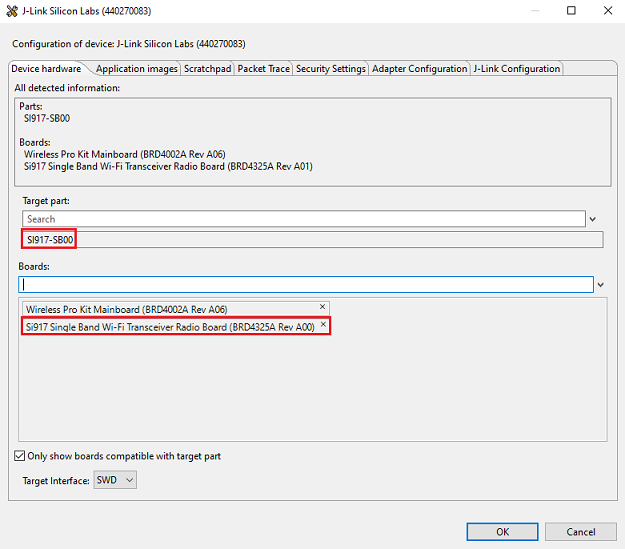 J-Link Silicon Labs (440270083)
Configuration of device: J-Link Silicon Labs (440270083)
Device hardware Application images Scratchpad Packet Trace Security Settings Adapter Configuration J-Link Configuration
All detected information:
Parts:
SI917-SB00
Boards:
Wireless Pro Kit Mainboard (BRD4002A Rev A06)
Si917 Single Band Wi-Fi Transceiver Radio Board (BRD4325A Rev A01)
Target part:
Search
SI917-SB00
Boards:
Wireless Pro Kit Mainboard (BRD4002A Rev A06)
Si917 Single Band Wi-Fi Transceiver Radio Board (BRD4325A Rev A00)
Only show boards compatible with target part
Target Interface: SWD
OK Cancel